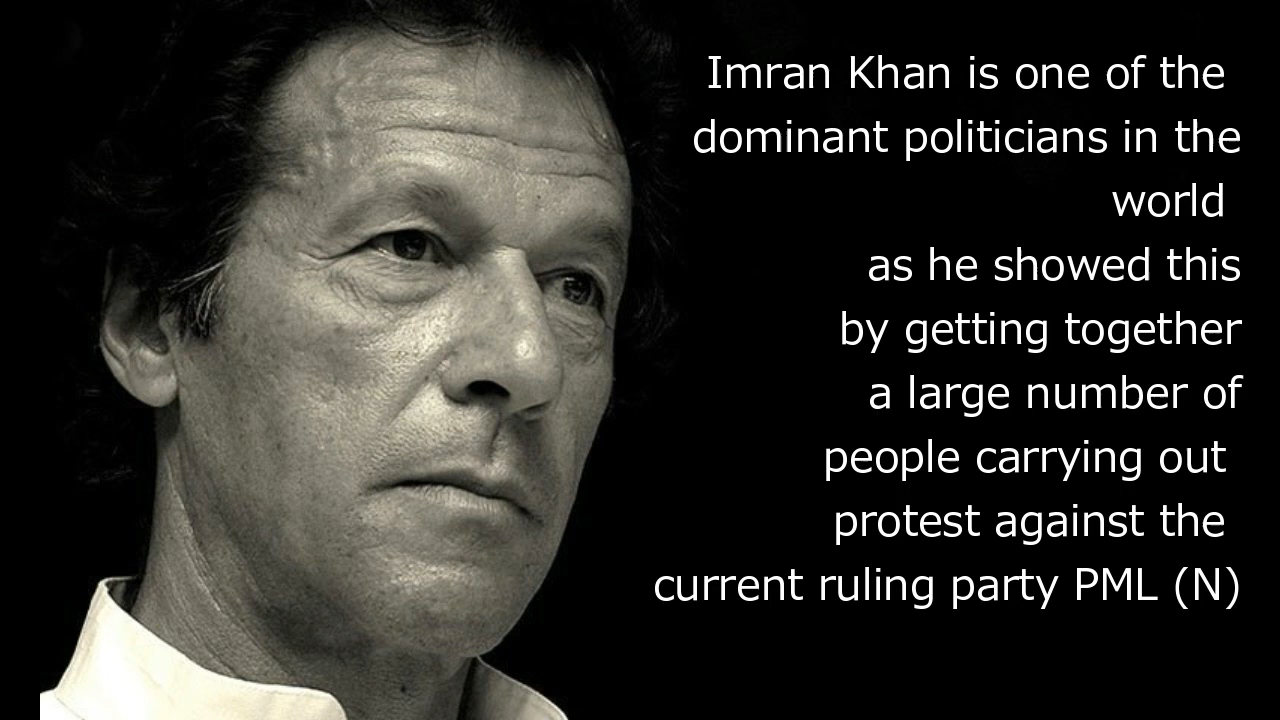 Imran Khan is one of the
dominant politicians in the
world
as he showed this
by getting together
a large number of
people carrying out
protest against the
current ruling party PML (N)